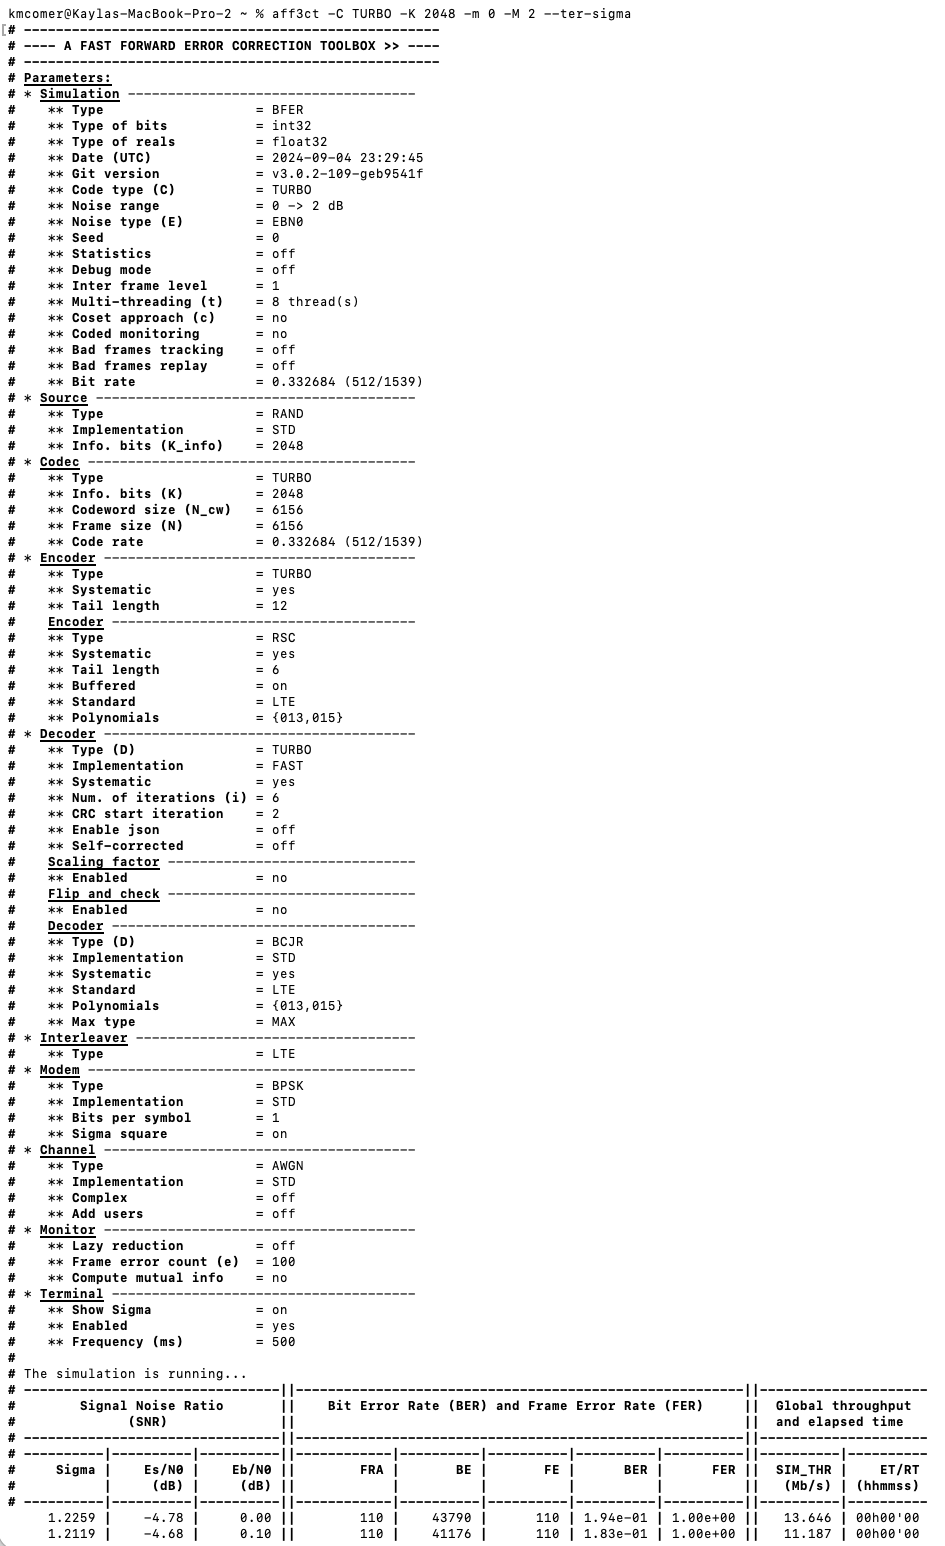 kmcomer@Kaylas-MacBook-Pro-2 ~ % aff3ct -C TURBO -K 2048 -m 0 -M 2 --ter-sigma
[# ----------------------------------------------------
# ---- A FAST FORWARD ERROR CORRECTION TOOLBOX >> ----
# ----------------------------------------------------
# Parameters:
# * Simulation ------------------------------------
#    ** Type                   = BFER
#    ** Type of bits           = int32
#    ** Type of reals          = float32
#    ** Date (UTC)             = 2024-09-04 23:29:45
#    ** Git version            = v3.0.2-109-geb9541f
#    ** Code type (C)          = TURBO
#    ** Noise range            = 0 -> 2 dB
#    ** Noise type (E)         = EBN0
#    ** Seed                   = 0
#    ** Statistics             = off
#    ** Debug mode             = off
#    ** Inter frame level      = 1
#    ** Multi-threading (t)    = 8 thread(s)
#    ** Coset approach (c)     = no
#    ** Coded monitoring       = no
#    ** Bad frames tracking    = off
#    ** Bad frames replay      = off
#    ** Bit rate               = 0.332684 (512/1539)
# * Source ----------------------------------------
#    ** Type                   = RAND
#    ** Implementation         = STD
#    ** Info. bits (K_info)    = 2048
# * Codec -----------------------------------------
#    ** Type                   = TURBO
#    ** Info. bits (K)         = 2048
#    ** Codeword size (N_cw)   = 6156
#    ** Frame size (N)         = 6156
#    ** Code rate              = 0.332684 (512/1539)
# * Encoder ---------------------------------------
#    ** Type                   = TURBO
#    ** Systematic             = yes
#    ** Tail length            = 12
#    Encoder --------------------------------------
#    ** Type                   = RSC
#    ** Systematic             = yes
#    ** Tail length            = 6
#    ** Buffered               = on
#    ** Standard               = LTE
#    ** Polynomials            = {013,015}
# * Decoder ---------------------------------------
#    ** Type (D)               = TURBO
#    ** Implementation         = FAST
#    ** Systematic             = yes
#    ** Num. of iterations (i) = 6
#    ** CRC start iteration    = 2
#    ** Enable json            = off
#    ** Self-corrected         = off
#    Scaling factor -------------------------------
#    ** Enabled                = no
#    Flip and check -------------------------------
#    ** Enabled                = no
#    Decoder --------------------------------------
#    ** Type (D)               = BCJR
#    ** Implementation         = STD
#    ** Systematic             = yes
#    ** Standard               = LTE
#    ** Polynomials            = {013,015}
#    ** Max type               = MAX
# * Interleaver -----------------------------------
#    ** Type                   = LTE
# * Modem -----------------------------------------
#    ** Type                   = BPSK
#    ** Implementation         = STD
#    ** Bits per symbol        = 1
#    ** Sigma square           = on
# * Channel ---------------------------------------
#    ** Type                   = AWGN
#    ** Implementation         = STD
#    ** Complex                = off
#    ** Add users              = off
# * Monitor ---------------------------------------
#    ** Lazy reduction         = off
#    ** Frame error count (e)  = 100
#    ** Compute mutual info    = no
# * Terminal --------------------------------------
#    ** Show Sigma             = on
#    ** Enabled                = yes
#    ** Frequency (ms)         = 500
#
# The simulation is running...
# --------------------------------||--------------------------------------------------------||---------------------
#        Signal Noise Ratio       ||    Bit Error Rate (BER) and Frame Error Rate (FER)     ||  Global throughput
#              (SNR)              ||                                                        ||  and elapsed time
# --------------------------------||--------------------------------------------------------||---------------------
# ----------|----------|----------||------------|----------|----------|----------|----------||----------|----------
#     Sigma |    Es/N0 |    Eb/N0 ||        FRA |       BE |       FE |      BER |      FER ||  SIM_THR |    ET/RT
#           |     (dB) |     (dB) ||            |          |          |          |          ||   (Mb/s) | (hhmmss)
# ----------|----------|----------||------------|----------|----------|----------|----------||----------|----------
     1.2259 |    -4.78 |     0.00 ||        110 |    43790 |      110 | 1.94e-01 | 1.00e+00 ||   13.646 | 00h00'00
     1.2119 |    -4.68 |     0.10 ||        110 |    41176 |      110 | 1.83e-01 | 1.00e+00 ||   11.187 | 00h00'00